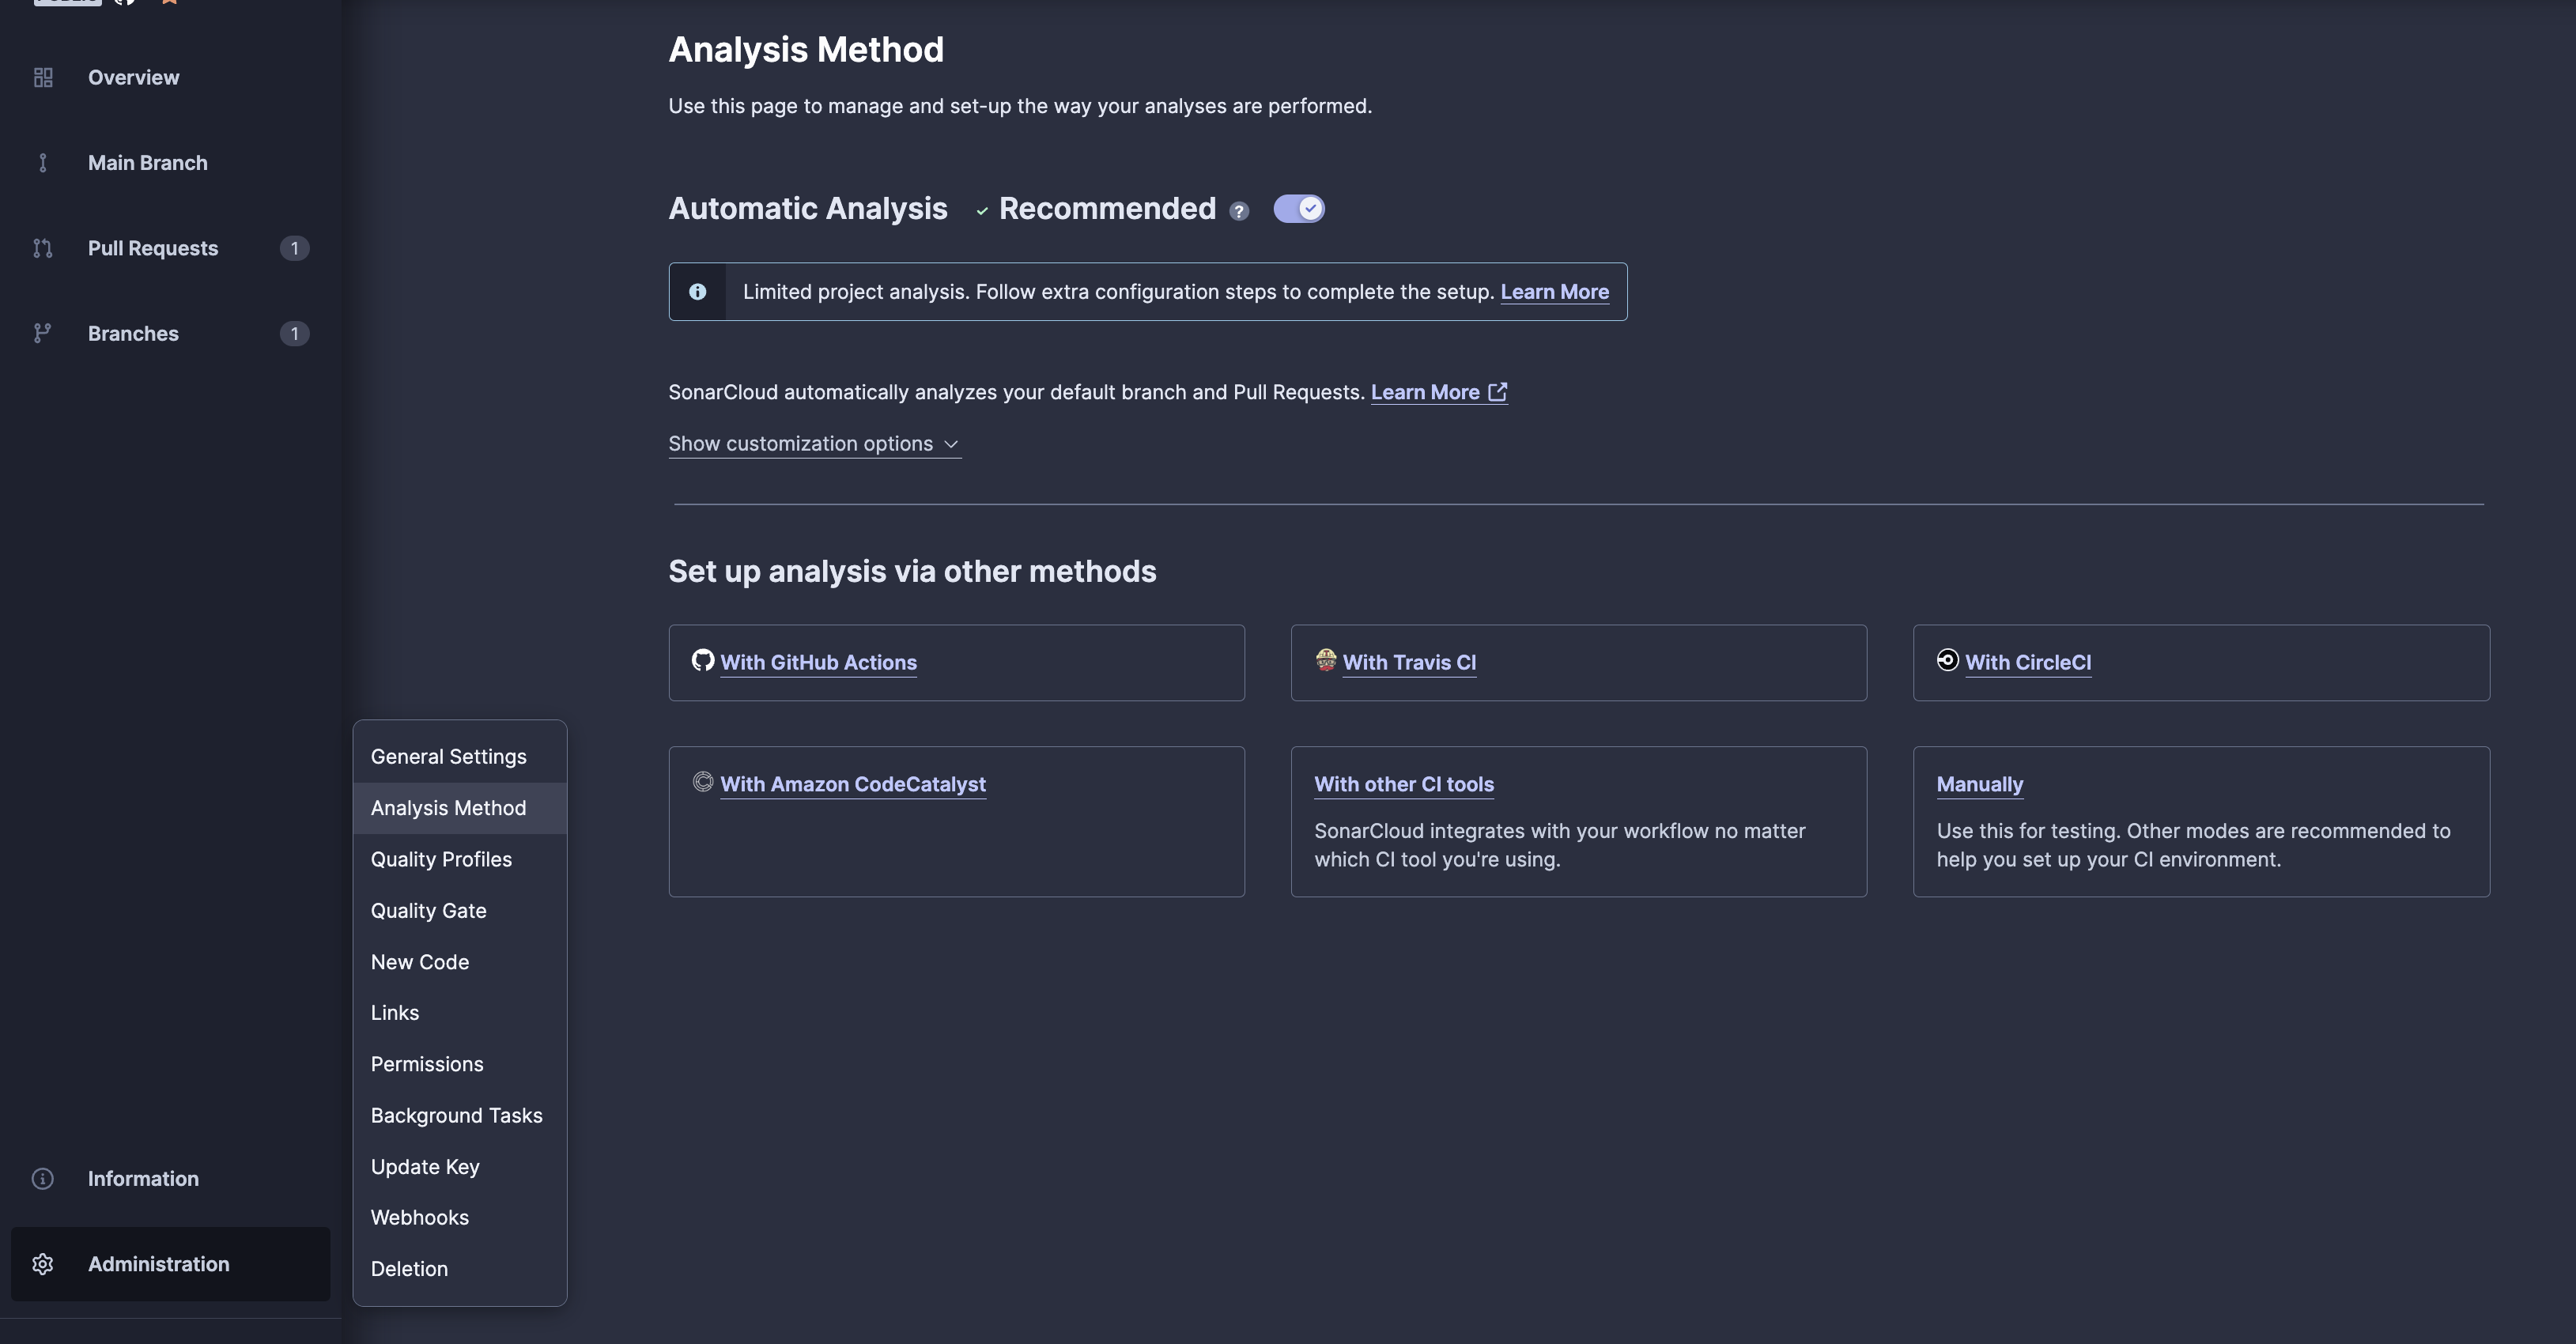 Overview
Main Branch
Pull Requests 1
Branches 1
Information
Administration
General Settings
Analysis Method
Quality Profiles
Quality Gate
New Code
Links
Permissions
Background Tasks
Update Key
Webhooks
Deletion
Analysis Method
Use this page to manage and set-up the way your analyses are performed.
Automatic Analysis Recommended ?
Limited project analysis. Follow extra configuration steps to complete the setup. Learn More
SonarCloud automatically analyzes your default branch and Pull Requests. Learn More
Show customization options
Set up analysis via other methods
With GitHub Actions
With Travis CI
With CircleCI
With Amazon CodeCatalyst
With other CI tools
SonarCloud integrates with your workflow no matter
which CI tool you're using.
Manually
Use this for testing. Other modes are recommended to
help you set up your CI environment.